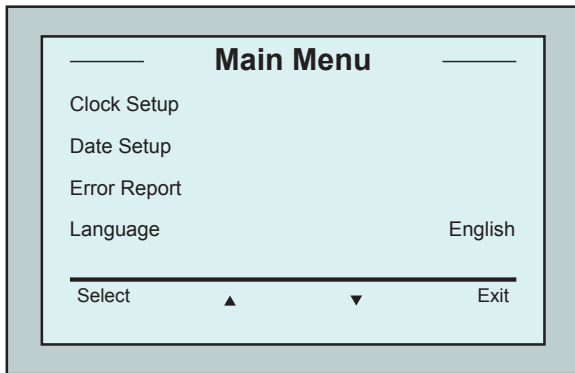 Main Menu
Clock Setup
Date Setup
Error Report
Language English
Select ▲ ▼ Exit